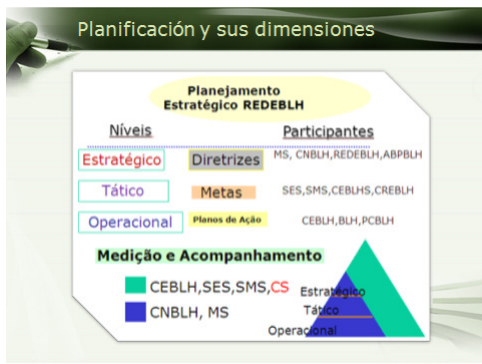 Planificación y sus dimensiones
Planejamento
Estratégico REDEBLH
Níveis Participantes
Estratégico Diretrizes MS, CNBLH,REDEBLH,ABPBLH
Tático Metas SES,SMS,CEBLHS,CREBLH
Operacional Planos de Ação CEBLH,BLH,PCBLH
Medição e Acompanhamento
CEBLH,SES,SMS,CS
CNBLH, MS
Estratégico
Tático
Operacional